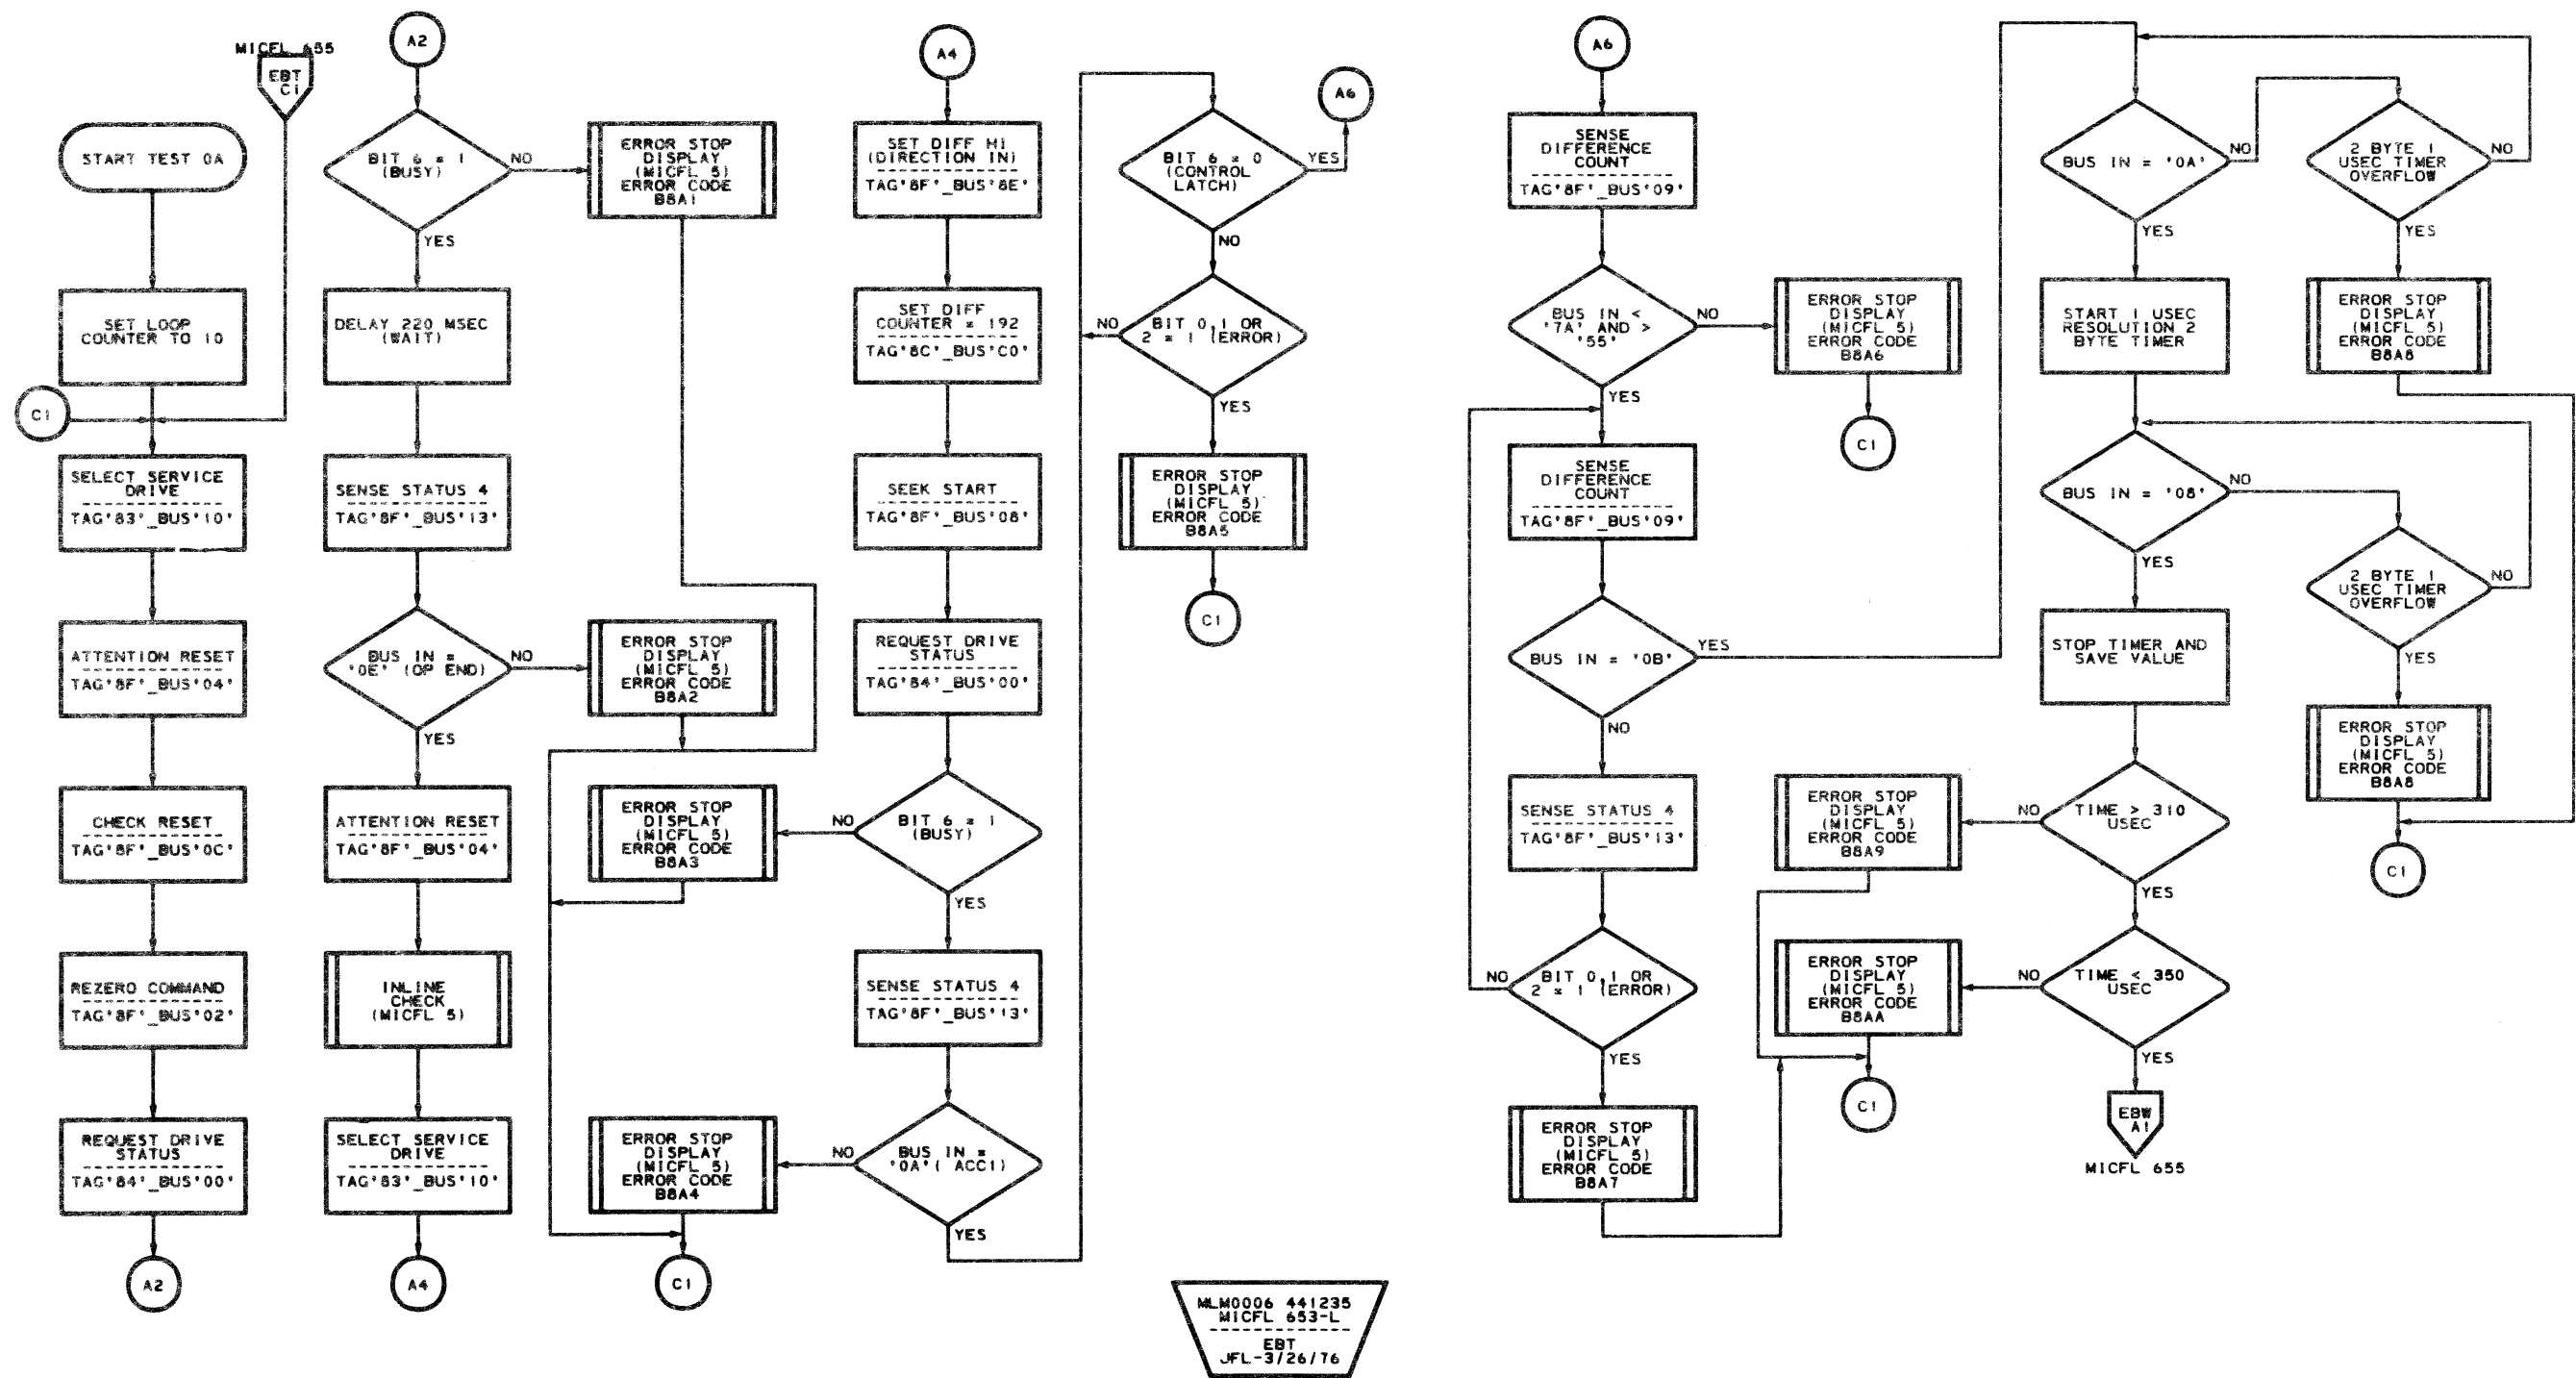 MICFL 655
EBT
C1
START TEST 0A
SET LOOP
COUNTER TO 10
C1
SELECT SERVICE
DRIVE
TAG'83'_BUS'10'
ATTENTION RESET
TAG'8F'_BUS'04'
CHECK RESET
TAG'8F'_BUS'0C'
REZERO COMMAND
TAG'8F'_BUS'02'
REQUEST DRIVE
STATUS
TAG'84'_BUS'00'
A2
A2
BIT 6 = 1
(BUSY)
NO
YES
DELAY 220 MSEC
(WAIT)
SENSE STATUS 4
TAG'8F'_BUS'13'
BUS IN =
'0E' (OP END)
NO
YES
ATTENTION RESET
TAG'8F'_BUS'04'
INLINE
CHECK
(MICFL 5)
SELECT SERVICE
DRIVE
TAG'83'_BUS'10'
A4
ERROR STOP
DISPLAY
(MICFL 5)
ERROR CODE
B8A1
ERROR STOP
DISPLAY
(MICFL 5)
ERROR CODE
B8A2
ERROR STOP
DISPLAY
(MICFL 5)
ERROR CODE
B8A3
ERROR STOP
DISPLAY
(MICFL 5)
ERROR CODE
B8A4
C1
A4
SET DIFF HI
(DIRECTION IN)
TAG'8F'_BUS'8E'
SET DIFF
COUNTER = 192
TAG'8C'_BUS'C0'
SEEK START
TAG'8F'_BUS'08'
REQUEST DRIVE
STATUS
TAG'84'_BUS'00'
BIT 6 = 1
(BUSY)
NO
YES
SENSE STATUS 4
TAG'8F'_BUS'13'
BUS IN =
'0A'( ACC1)
NO
YES
BIT 6 = 0
(CONTROL
LATCH)
YES
A6
NO
BIT 0,1 OR
2 = 1 (ERROR)
NO
YES
ERROR STOP
DISPLAY
(MICFL 5)
ERROR CODE
B8A5
C1
A6
SENSE
DIFFERENCE
COUNT
TAG'8F'_BUS'09'
BUS IN <
'7A' AND >
'55'
NO
YES
ERROR STOP
DISPLAY
(MICFL 5)
ERROR CODE
B8A6
C1
SENSE
DIFFERENCE
COUNT
TAG'8F'_BUS'09'
BUS IN = '0B'
YES
NO
SENSE STATUS 4
TAG'8F'_BUS'13'
BIT 0,1 OR
2 = 1 (ERROR)
NO
YES
ERROR STOP
DISPLAY
(MICFL 5)
ERROR CODE
B8A7
ERROR STOP
DISPLAY
(MICFL 5)
ERROR CODE
B8A9
ERROR STOP
DISPLAY
(MICFL 5)
ERROR CODE
B8AA
C1
BUS IN = '0A'
NO
YES
START 1 USEC
RESOLUTION 2
BYTE TIMER
BUS IN = '08'
NO
YES
STOP TIMER AND
SAVE VALUE
TIME > 310
USEC
NO
YES
TIME < 350
USEC
NO
YES
EBW
A1
MICFL 655
2 BYTE 1
USEC TIMER
OVERFLOW
NO
YES
ERROR STOP
DISPLAY
(MICFL 5)
ERROR CODE
B8A8
2 BYTE 1
USEC TIMER
OVERFLOW
NO
YES
ERROR STOP
DISPLAY
(MICFL 5)
ERROR CODE
B8A8
C1
MLM0006 441235
MICFL 653-L
EBT
JFL-3/26/76